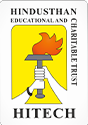 HINDUSTHAN
EDUCATIONAL AND
CHARITABLE TRUST
HITECH